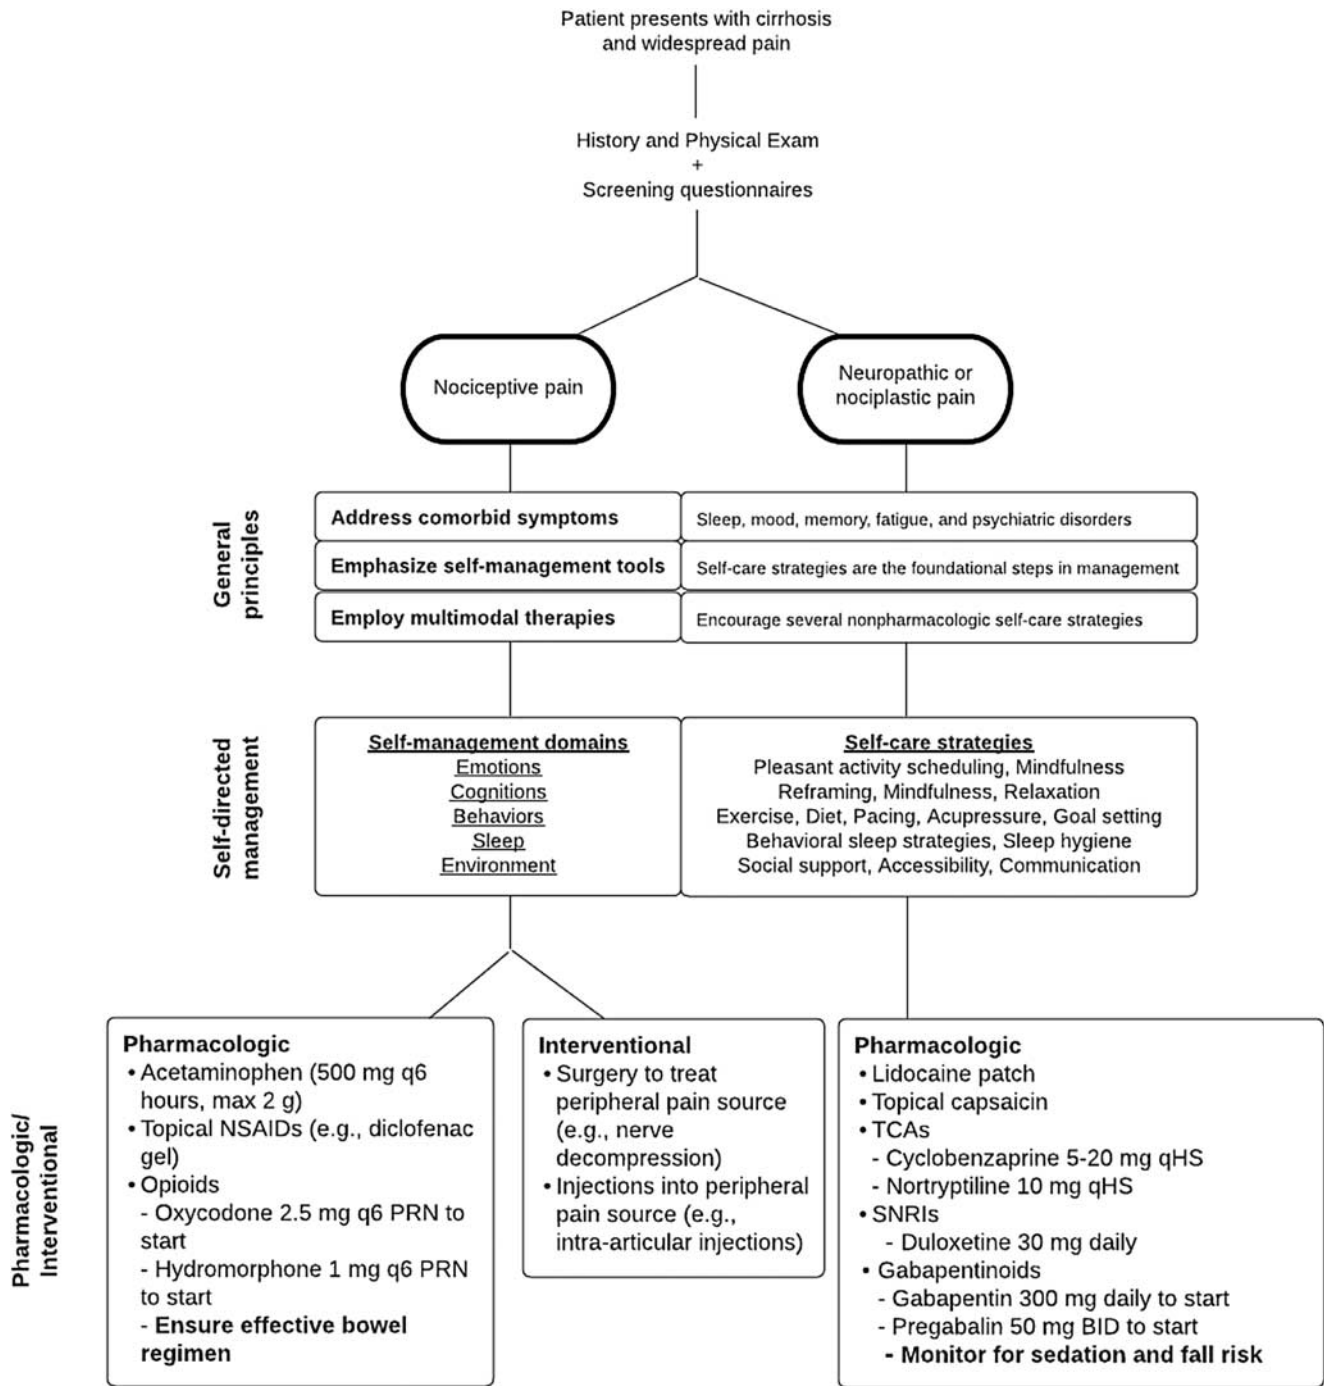 Patient presents with cirrhosis
and widespread pain
History and Physical Exam
+
Screening questionnaires
Nociceptive pain
Neuropathic or
nociplastic pain
General
principles
Address comorbid symptoms
Sleep, mood, memory, fatigue, and psychiatric disorders
Emphasize self-management tools
Self-care strategies are the foundational steps in management
Employ multimodal therapies
Encourage several nonpharmacologic self-care strategies
Self-directed
management
Self-management domains
Emotions
Cognitions
Behaviors
Sleep
Environment
Self-care strategies
Pleasant activity scheduling, Mindfulness
Reframing, Mindfulness, Relaxation
Exercise, Diet, Pacing, Acupressure, Goal setting
Behavioral sleep strategies, Sleep hygiene
Social support, Accessibility, Communication
Pharmacologic/
Interventional
Pharmacologic
• Acetaminophen (500 mg q6
hours, max 2 g)
• Topical NSAIDs (e.g., diclofenac
gel)
• Opioids
- Oxycodone 2.5 mg q6 PRN to
start
- Hydromorphone 1 mg q6 PRN
to start
- Ensure effective bowel
regimen
Interventional
• Surgery to treat
peripheral pain source
(e.g., nerve
decompression)
• Injections into peripheral
pain source (e.g.,
intra-articular injections)
Pharmacologic
• Lidocaine patch
• Topical capsaicin
• TCAs
- Cyclobenzaprine 5-20 mg qHS
- Nortryptiline 10 mg qHS
• SNRIs
- Duloxetine 30 mg daily
• Gabapentinoids
- Gabapentin 300 mg daily to start
- Pregabalin 50 mg BID to start
- Monitor for sedation and fall risk